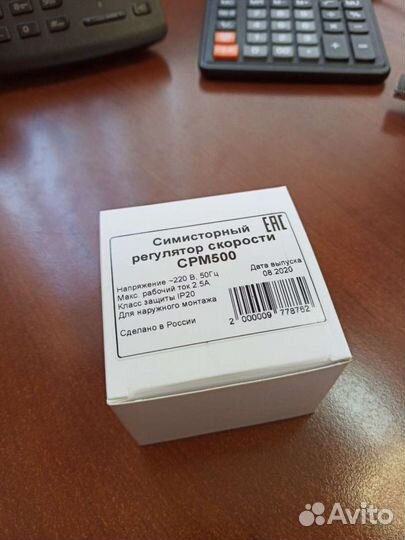 Симисторный
регулятор скорости
СРМ500
EAC
Напряжение ~220 В, 50Гц
Макс. рабочий ток 2.5А
Класс защиты IP20
Для наружного монтажа
Сделано в России
Дата выпуска
08.2020
2 000009 778762
Avito